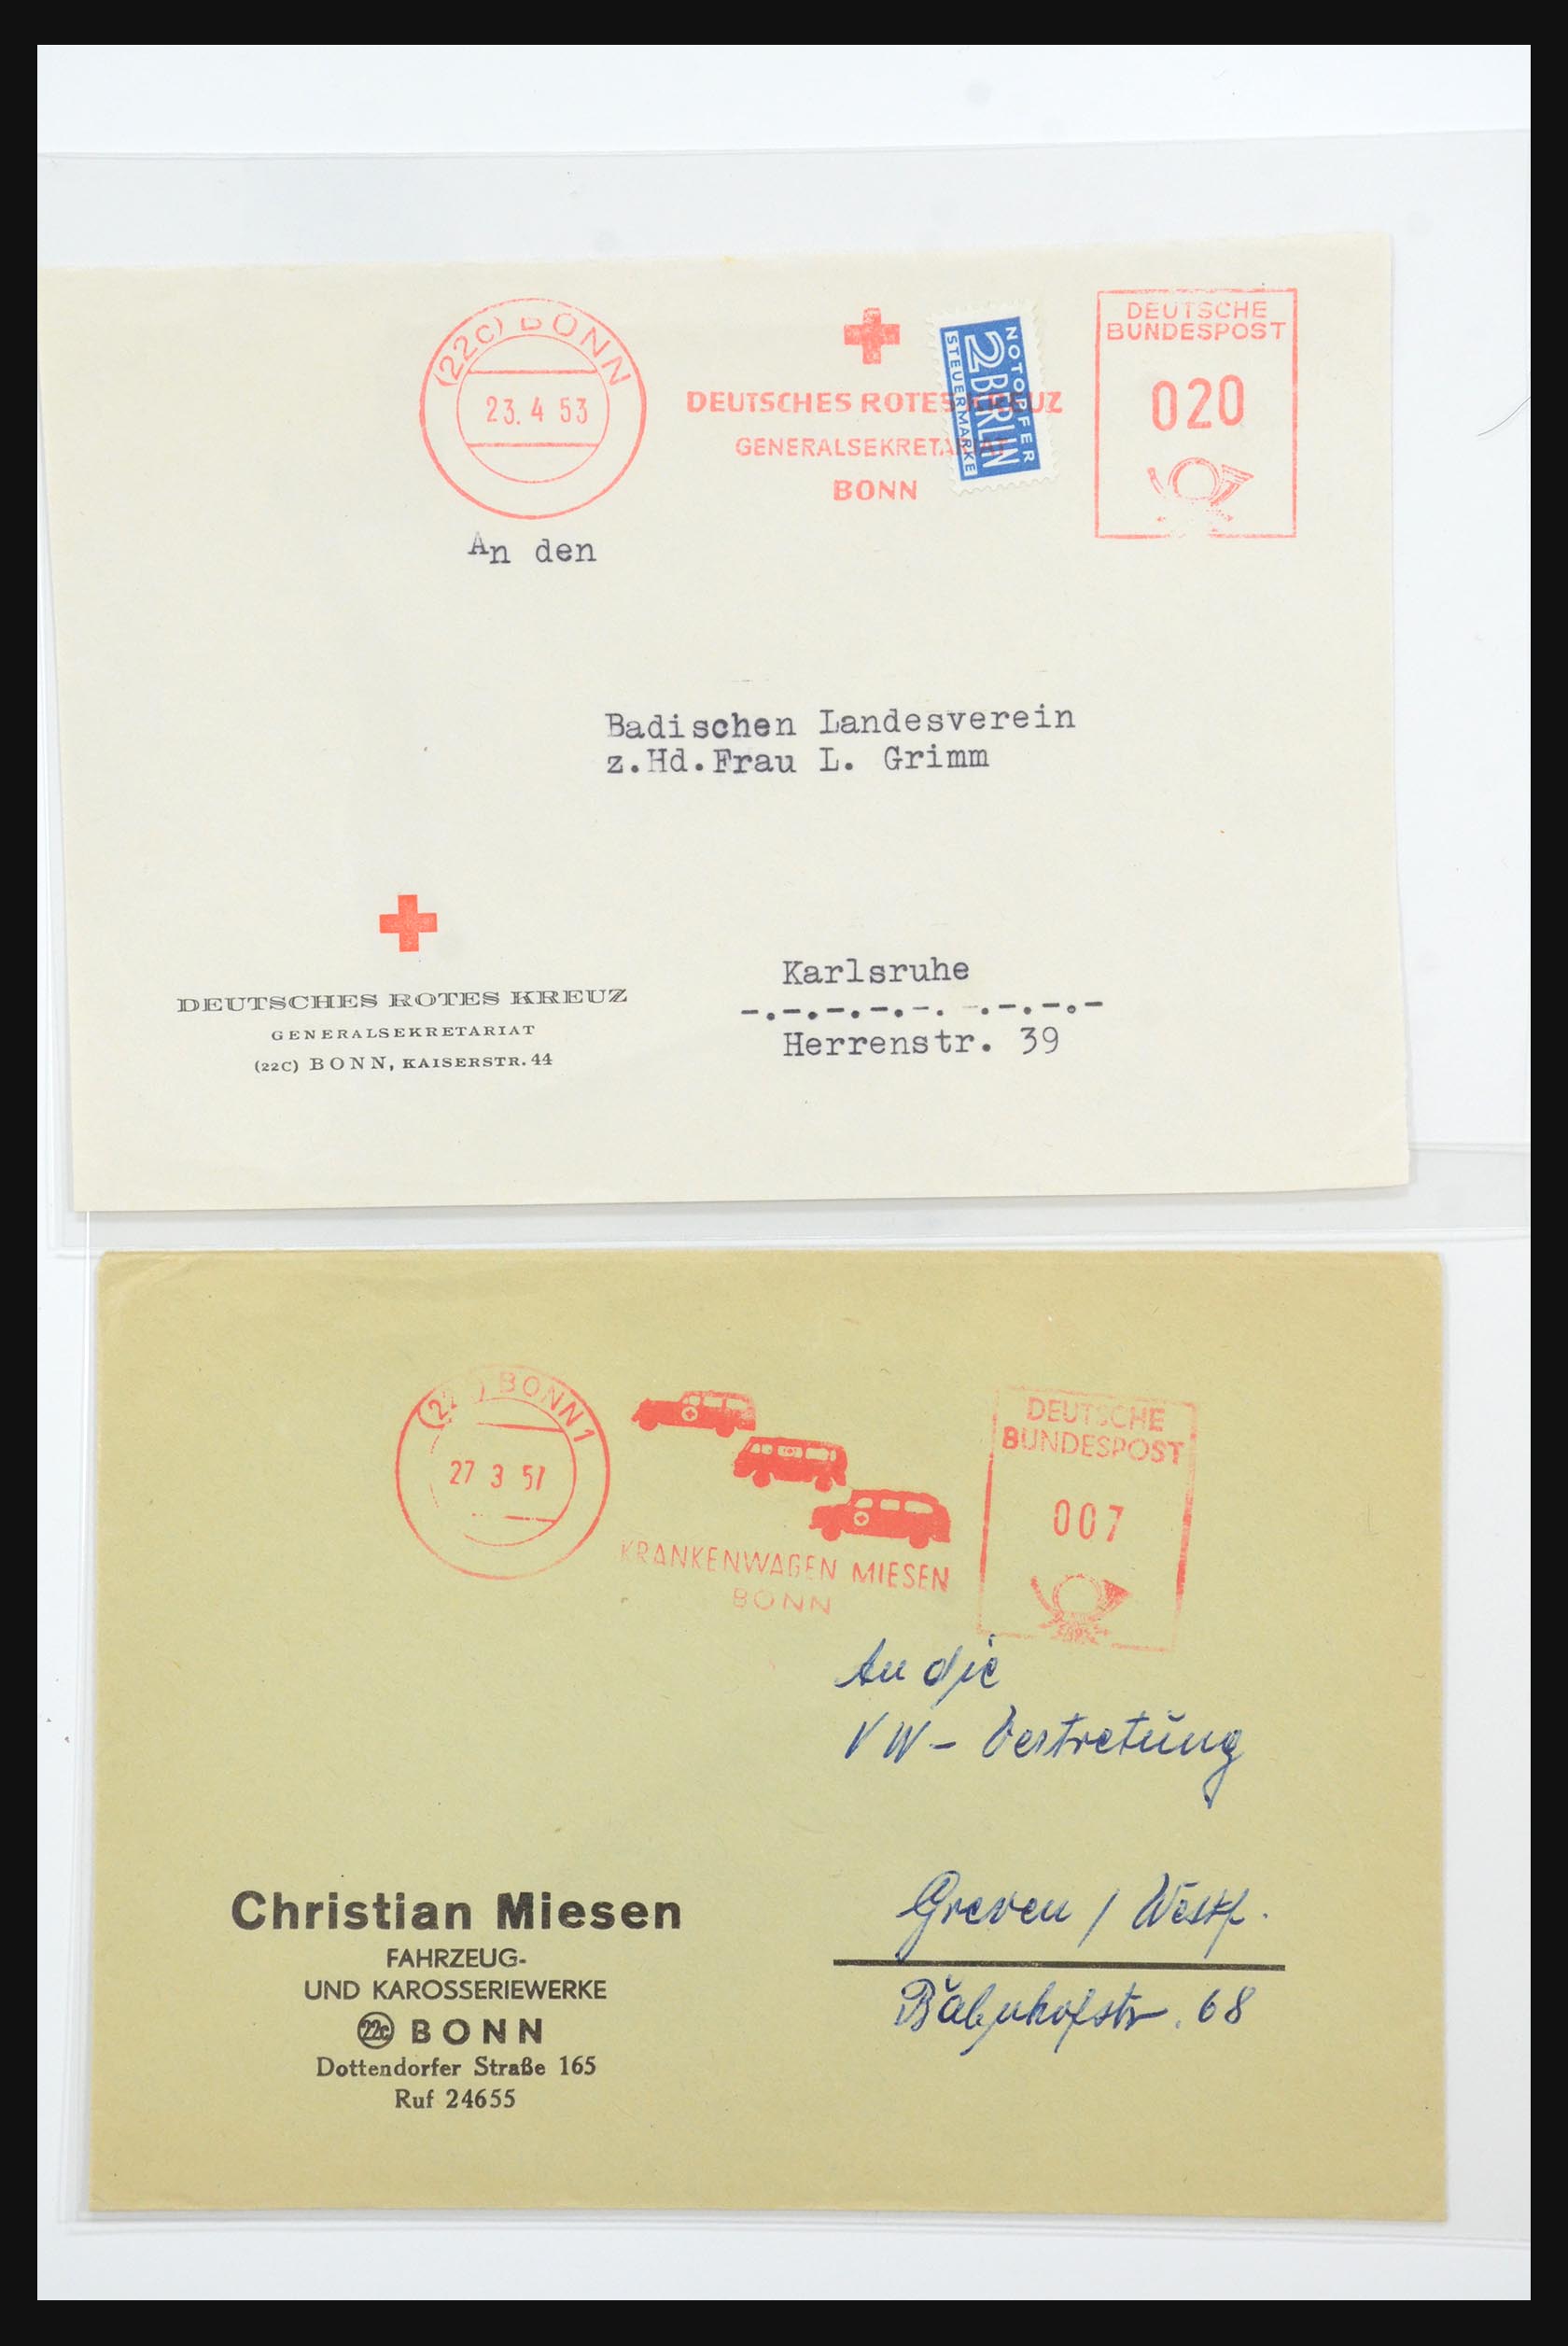 (22c) BONN
23. 4 53
DEUTSCHES ROTES KREUZ
GENERALSEKRETARIAT
BONN
NOTOPFER
2 BERLIN
STEUERMARKE
DEUTSCHE
BUNDESPOST
020
An den
Badischen Landesverein
z.Hd.Frau L. Grimm
Karlsruhe
-.-.-.-.-. -.-.-.-
Herrenstr. 39
DEUTSCHES ROTES KREUZ
GENERALSEKRETARIAT
(22C) BONN, KAISERSTR. 44
BONN 1
27 3 57
KRANKENWAGEN MIESEN
BONN
DEUTSCHE
BUNDESPOST
007
An die
VW- Vertretung
Greven / Westf.
Bahnhofstr. 68
Christian Miesen
FAHRZEUG-
UND KAROSSERIEWERKE
22c BONN
Dottendorfer Straße 165
Ruf 24655